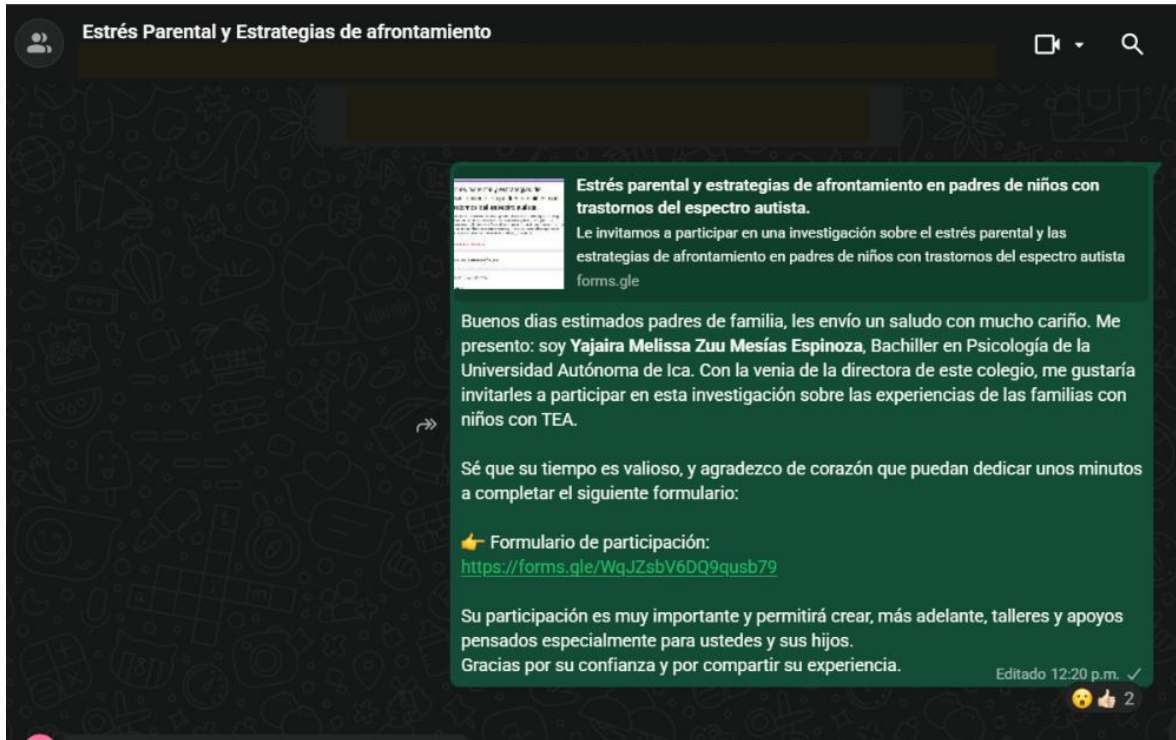 Estrés Parental y Estrategias de afrontamiento
Estrés parental y estrategias de afrontamiento en padres de niños con
trastornos del espectro autista.
Le invitamos a participar en una investigación sobre el estrés parental y las
estrategias de afrontamiento en padres de niños con trastornos del espectro autista
forms.gle
Buenos dias estimados padres de familia, les envío un saludo con mucho cariño. Me
presento: soy Yajaira Melissa Zuu Mesías Espinoza, Bachiller en Psicología de la
Universidad Autónoma de Ica. Con la venia de la directora de este colegio, me gustaría
invitarles a participar en esta investigación sobre las experiencias de las familias con
niños con TEA.
Sé que su tiempo es valioso, y agradezco de corazón que puedan dedicar unos minutos
a completar el siguiente formulario:
👉 Formulario de participación:
https://forms.gle/WqJZsbV6DQ9qusb79
Su participación es muy importante y permitirá crear, más adelante, talleres y apoyos
pensados especialmente para ustedes y sus hijos.
Gracias por su confianza y por compartir su experiencia.
Editado 12:20 p.m.
2